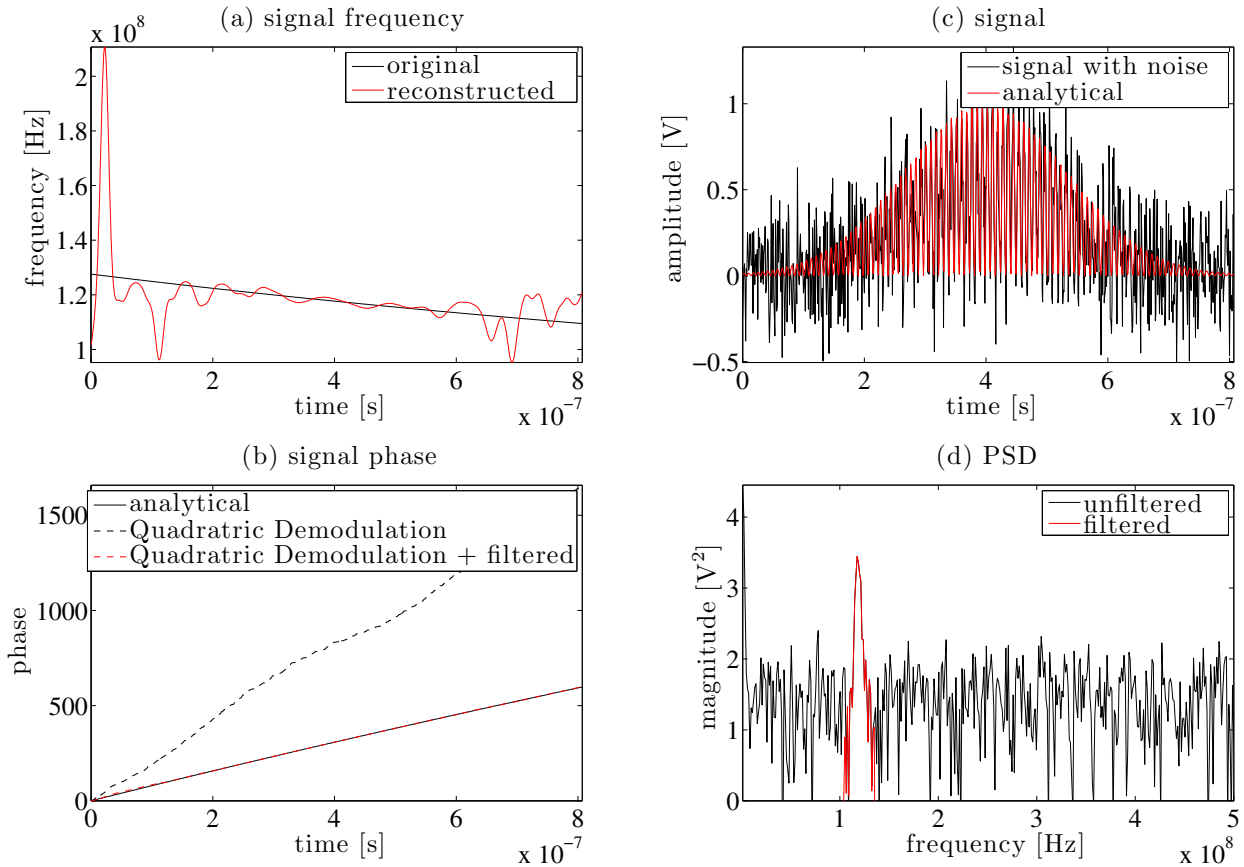 (a) signal frequency
x 10^8
2
1.8
1.6
1.4
1.2
1
frequency [Hz]
original
reconstructed
0 2 4 6 8
time [s]
x 10^-7
(c) signal
1
0.5
0
−0.5
amplitude [V]
signal with noise
analytical
0 2 4 6 8
time [s]
x 10^-7
(b) signal phase
1500
1000
500
0
phase
analytical
Quadratric Demodulation
Quadratric Demodulation + filtered
0 2 4 6 8
time [s]
x 10^-7
(d) PSD
4
3
2
1
0
magnitude [V^2]
unfiltered
filtered
1 2 3 4 5
frequency [Hz]
x 10^8